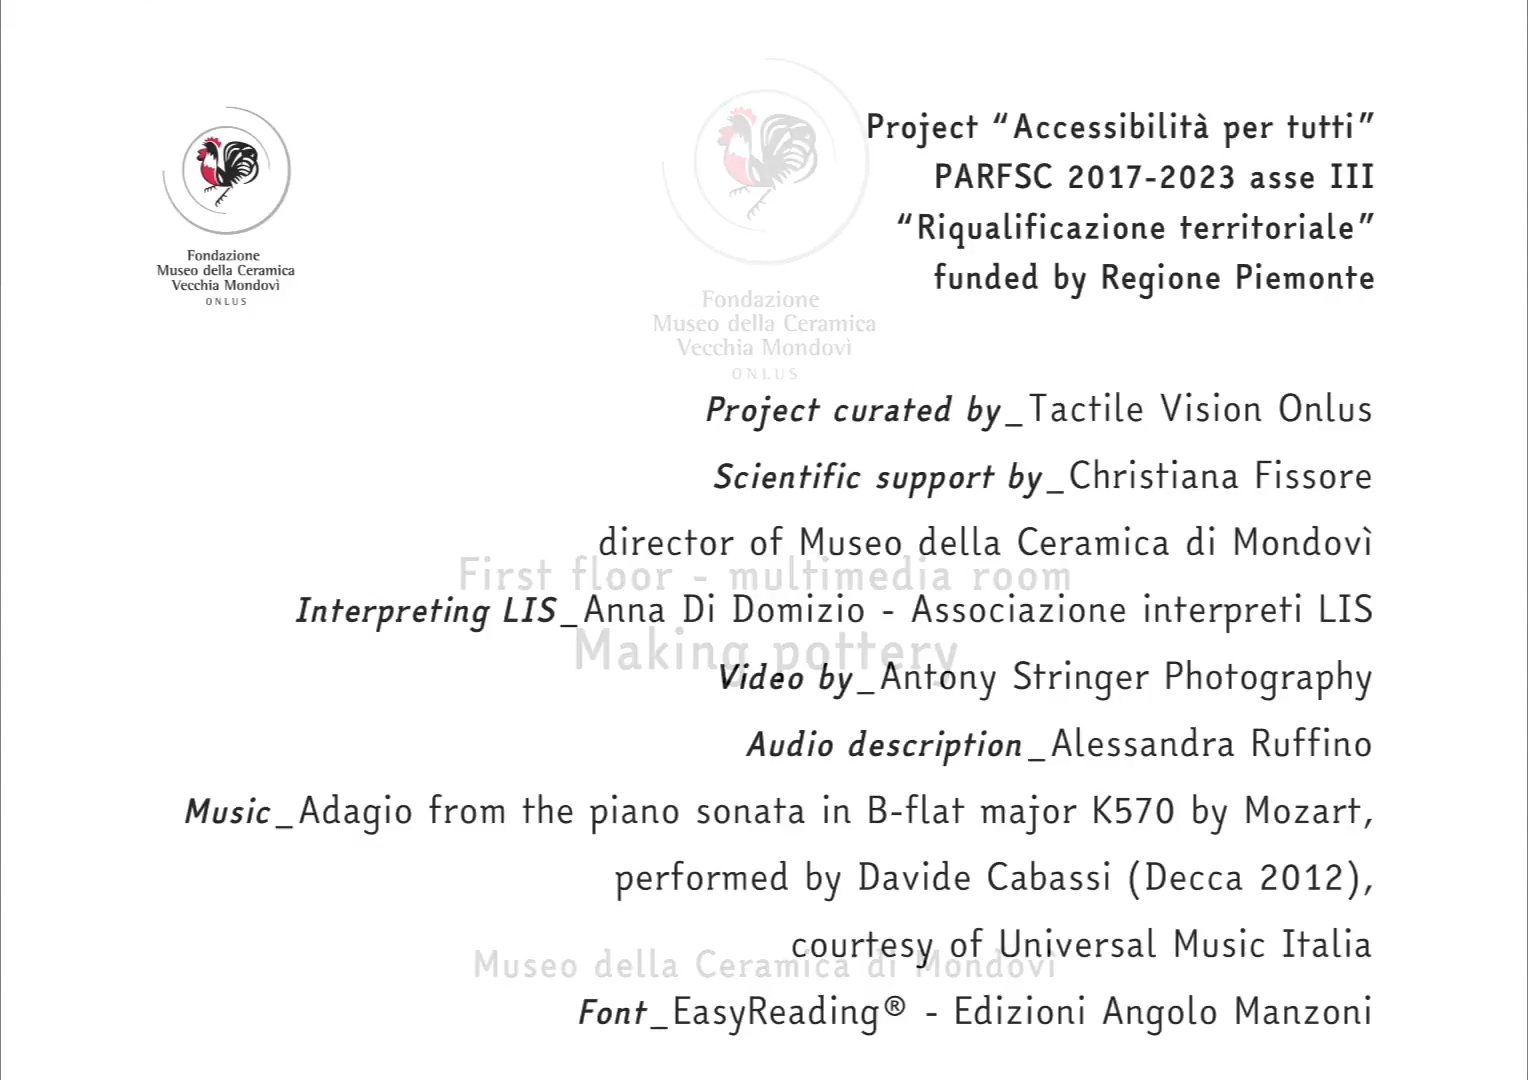 Fondazione
Museo della Ceramica
Vecchia Mondovì
ONLUS
Fondazione
Museo della Ceramica
Vecchia Mondovì
ONLUS
Project “Accessibilità per tutti”
PARFSC 2017-2023 asse III
“Riqualificazione territoriale”
funded by Regione Piemonte
Project curated by_Tactile Vision Onlus
Scientific support by_Christiana Fissore
director of Museo della Ceramica di Mondovì
First floor - multimedia room
Interpreting LIS_Anna Di Domizio - Associazione interpreti LIS
Making pottery
Video by_Antony Stringer Photography
Audio description_Alessandra Ruffino
Music_Adagio from the piano sonata in B-flat major K570 by Mozart,
performed by Davide Cabassi (Decca 2012),
courtesy of Universal Music Italia
Museo della Ceramica di Mondovì
Font_EasyReading® - Edizioni Angolo Manzoni